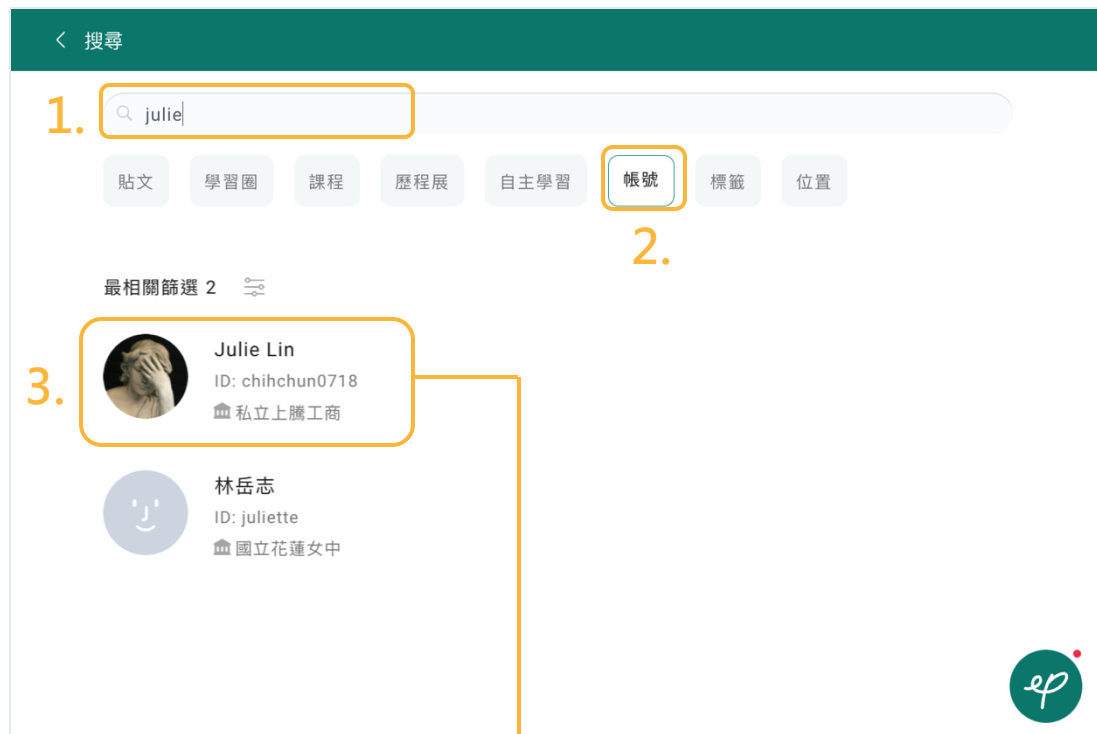 搜尋
1. julie
貼文 學習圈 課程 歷程展 自主學習 帳號 標籤 位置
2.
最相關篩選 2
3.
Julie Lin
ID: chihchun0718
私立上騰工商
林岳志
ID: juliette
國立花蓮女中
ep